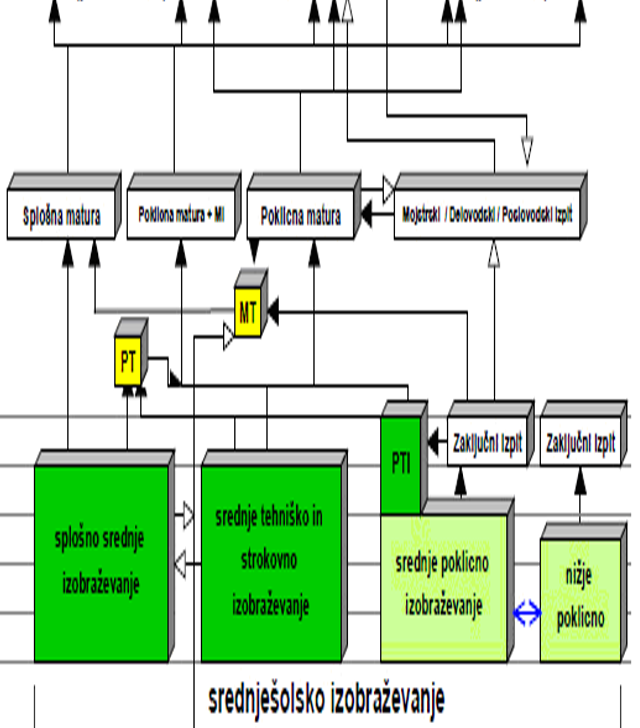 Splošna matura
Poklicna matura + MI
Poklicna matura
Mojstrski / Delovodski / Poslovodski izpit
MT
PT
PTI
Zaključni izpit
Zaključni izpit
splošno srednje
izobraževanje
srednje tehniško in
strokovno
izobraževanje
srednje poklicno
izobraževanje
nižje
poklicno
srednješolsko izobraževanje